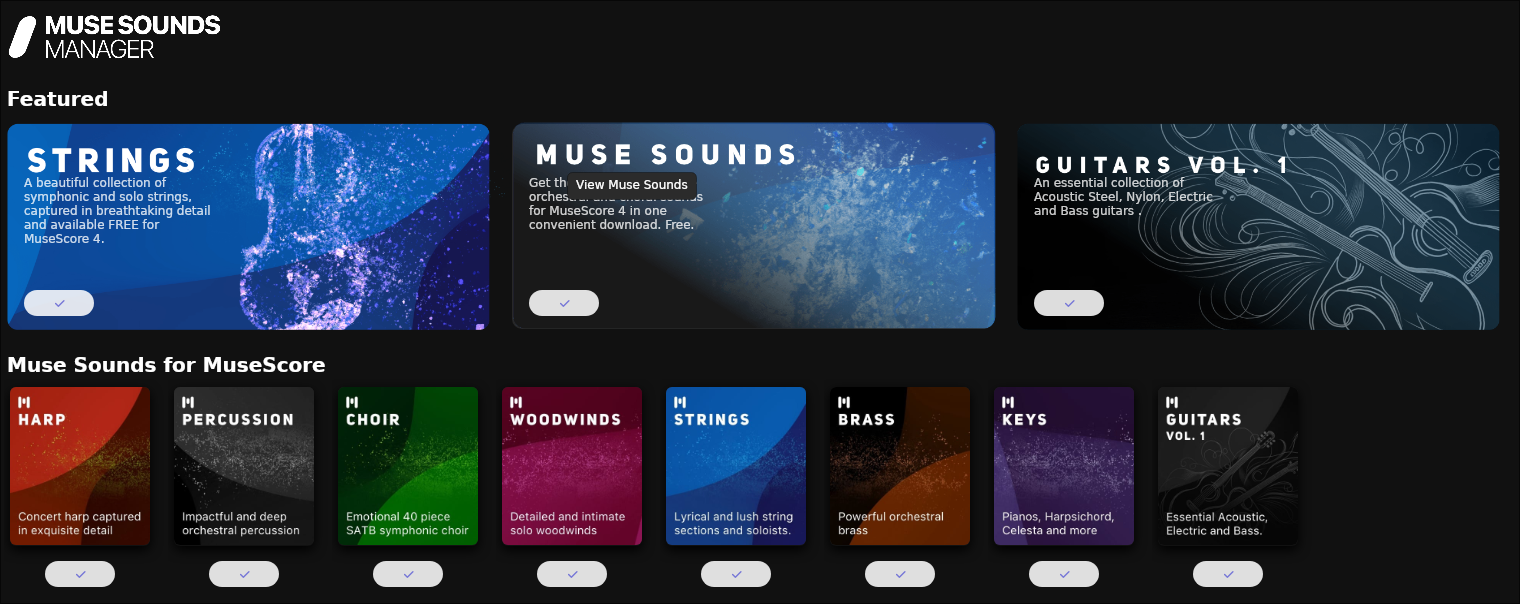 MUSE SOUNDS
MANAGER
Featured
STRINGS
A beautiful collection of
symphonic and solo strings,
captured in breathtaking detail
and available FREE for
MuseScore 4.
MUSE SOUNDS
View Muse Sounds
Get th
for MuseScore 4 in one
convenient download. Free.
GUITARS VOL. 1
An essential collection of
Acoustic Steel, Nylon, Electric
and Bass guitars .
Muse Sounds for MuseScore
HARP
Concert harp captured
in exquisite detail
PERCUSSION
Impactful and deep
orchestral percussion
CHOIR
Emotional 40 piece
SATB symphonic choir
WOODWINDS
Detailed and intimate
solo woodwinds
STRINGS
Lyrical and lush string
sections and soloists.
BRASS
Powerful orchestral
brass
KEYS
Pianos, Harpsichord,
Celesta and more
GUITARS
VOL. 1
Essential Acoustic,
Electric and Bass.